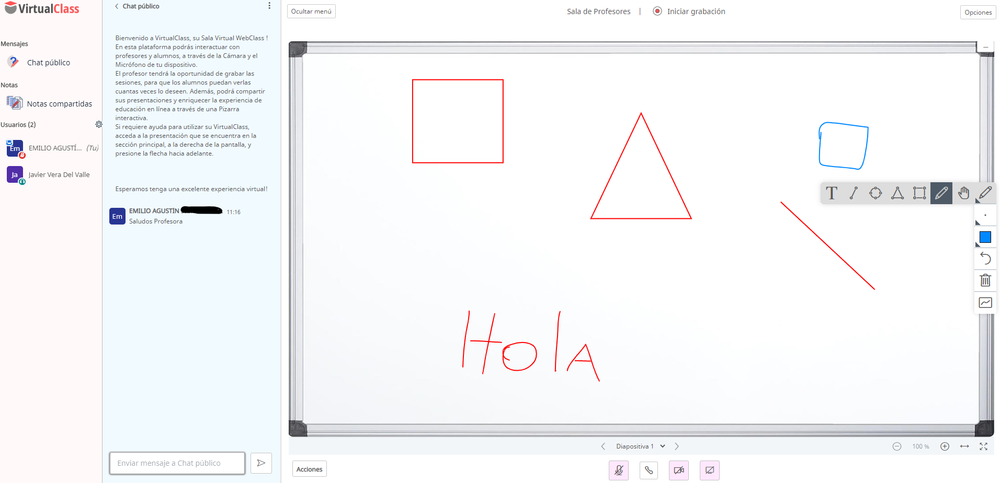 VirtualClass
Mensajes
Chat público
Notas
Notas compartidas
Usuarios (2)
Em
EMILIO AGUSTÍ... (Tu)
Ja
Javier Vera Del Valle
Chat público
Bienvenido a VirtualClass, su Sala Virtual WebClass !
En esta plataforma podrás interactuar con
profesores y alumnos, a través de la Cámara y el
Micrófono de tu dispositivo.
El profesor tendrá la oportunidad de grabar las
sesiones, para que los alumnos puedan verlas
cuantas veces lo deseen. Además, podrá compartir
sus presentaciones y enriquecer la experiencia de
educación en línea a través de una Pizarra
interactiva.
Si requiere ayuda para utilizar su VirtualClass,
acceda a la presentación que se encuentra en la
sección principal, a la derecha de la pantalla, y
presione la flecha hacia adelante.
Esperamos tenga una excelente experiencia virtual!
Em
EMILIO AGUSTÍN 11:16
Saludos Profesora
Enviar mensaje a Chat público
Ocultar menú
Sala de Profesores | Iniciar grabación
Opciones
T
HolA
Diapositiva 1
100 %
Acciones